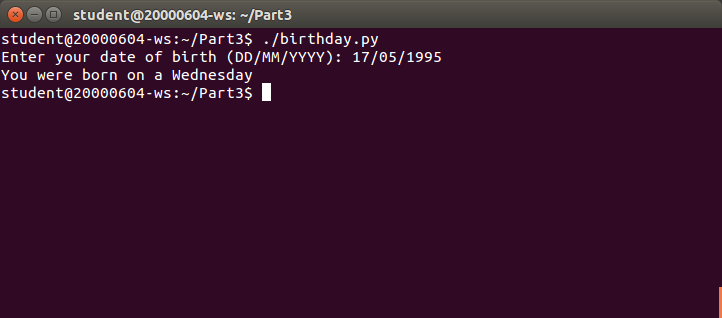 student@20000604-ws: ~/Part3
student@20000604-ws:~/Part3$ ./birthday.py
Enter your date of birth (DD/MM/YYYY): 17/05/1995
You were born on a Wednesday
student@20000604-ws:~/Part3$